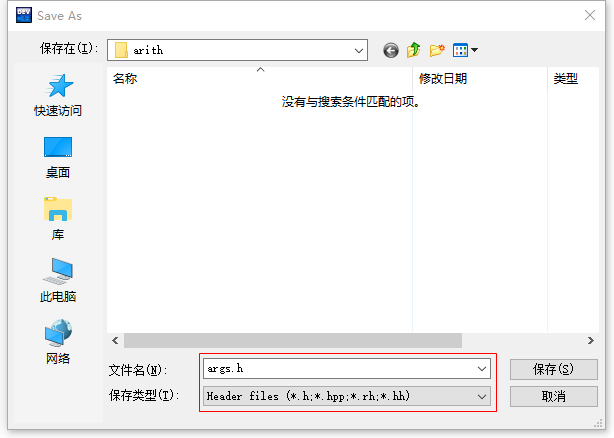 DEV
Save As
保存在(I):
arith
名称
修改日期
类型
没有与搜索条件匹配的项。
快速访问
桌面
库
此电脑
网络
文件名(N):
args.h
保存(S)
保存类型(T):
Header files (*.h;*.hpp;*.rh;*.hh)
取消